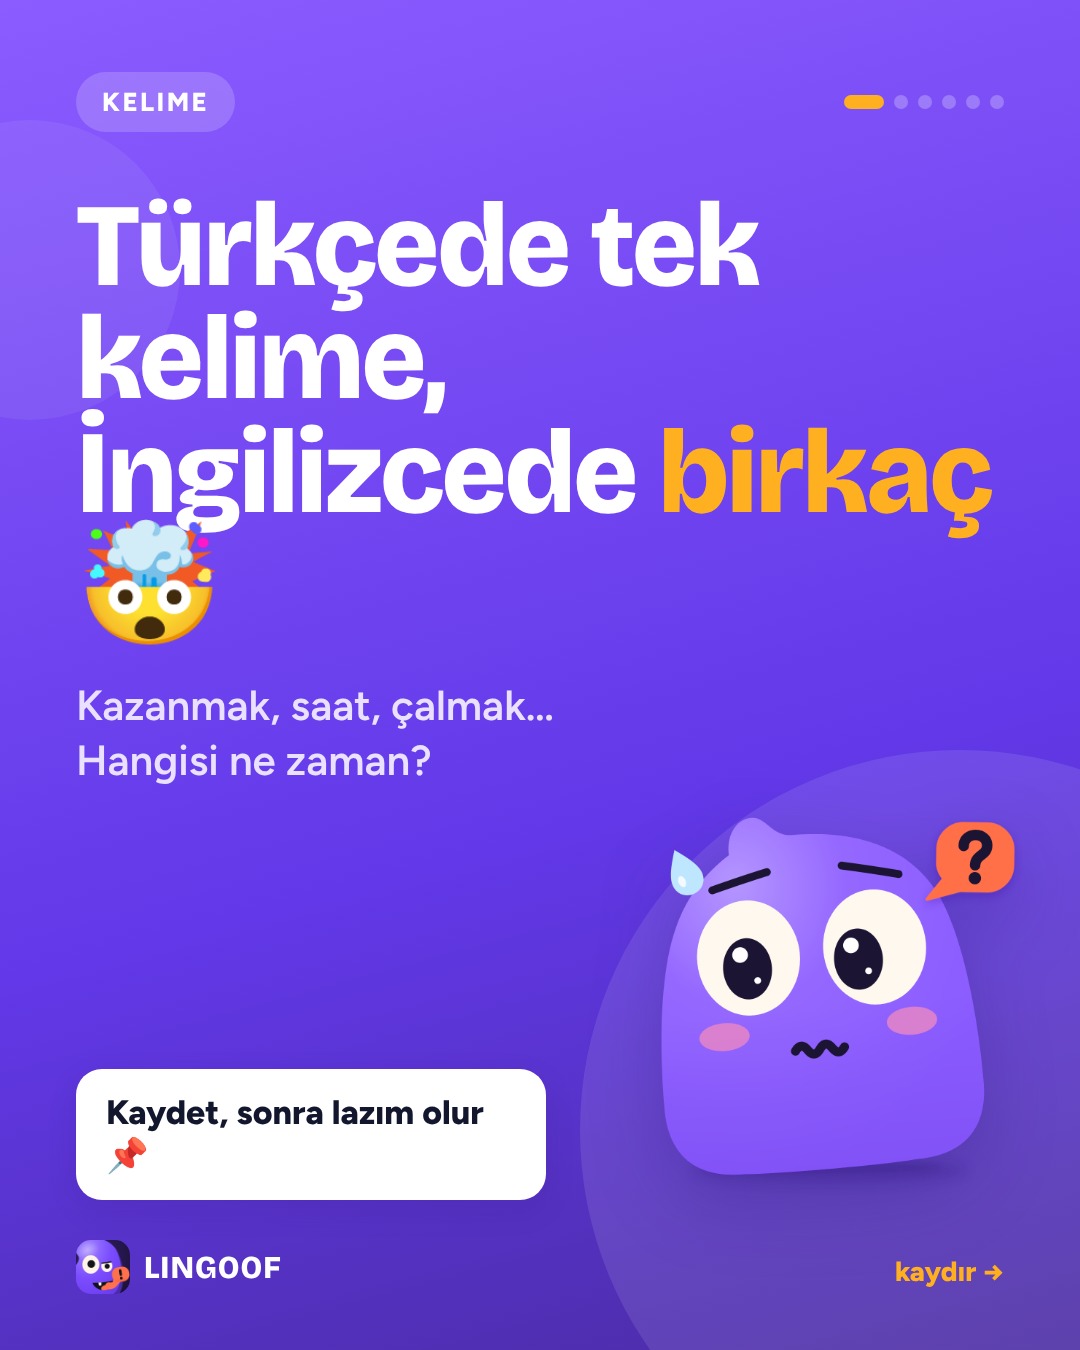 KELIME
Türkçede tek
kelime,
İngilizcede birkaç
🤯
Kazanmak, saat, çalmak...
Hangisi ne zaman?
?
Kaydet, sonra lazım olur
📌
LINGOOF
kaydır →